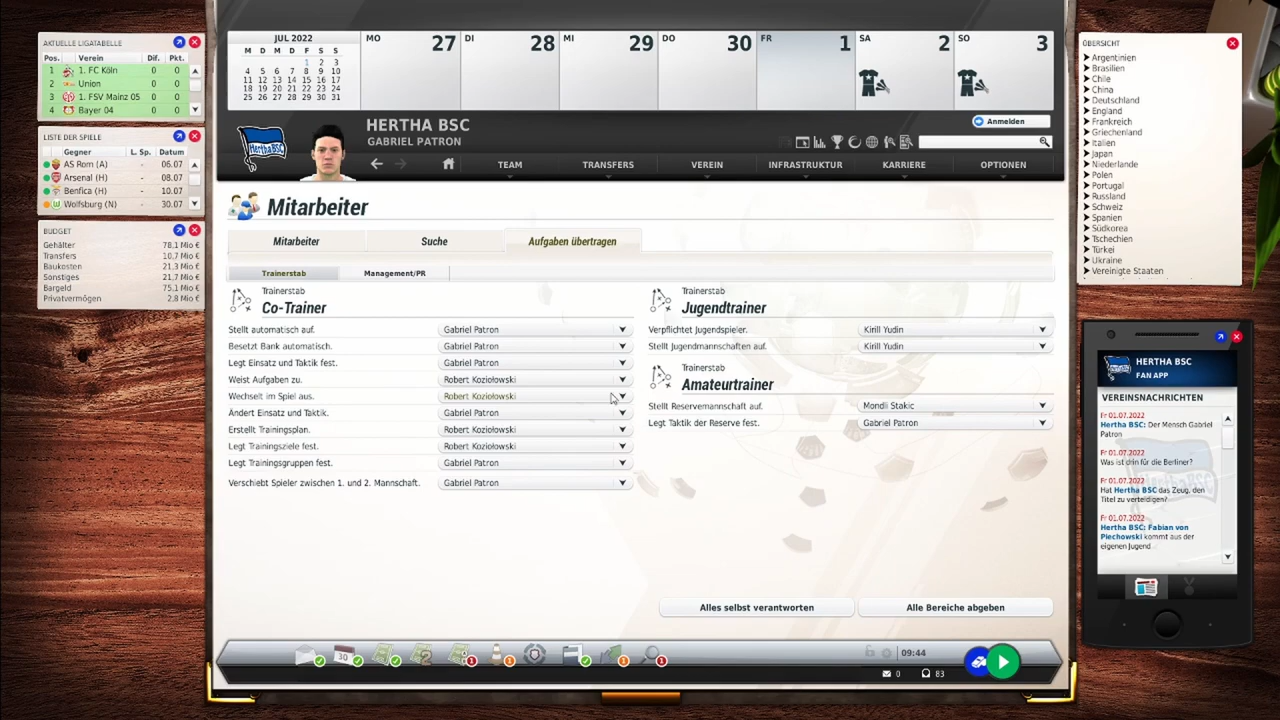 AKTUELLE LIGATABELLE
Pos. Verein Dif. Pkt.
1 1. FC Köln 0 0
2 Union 0 0
3 1. FSV Mainz 05 0 0
4 Bayer 04 0 0
LISTE DER SPIELE
Gegner L. Sp. Datum
AS Rom (A) - 06.07
Arsenal (H) - 08.07
Benfica (H) - 10.07
Wolfsburg (N) - 30.07
BUDGET
Gehälter 78,1 Mio €
Transfers 10,7 Mio €
Baukosten 21,3 Mio €
Sonstiges 21,7 Mio €
Bargeld 75,1 Mio €
Privatvermögen 2,8 Mio €
JUL 2022
M D M D F S S
1 2 3
4 5 6 7 8 9 10
11 12 13 14 15 16 17
18 19 20 21 22 23 24
25 26 27 28 29 30 31
MO 27 DI 28 MI 29 DO 30 FR 1 SA 2 SO 3
HERTHA BSC
GABRIEL PATRON
Anmelden
TEAM TRANSFERS VEREIN INFRASTRUKTUR KARRIERE OPTIONEN
Mitarbeiter
Mitarbeiter Suche Aufgaben übertragen
Trainerstab Management/PR
Trainerstab
Co-Trainer
Stellt automatisch auf. Gabriel Patron
Besetzt Bank automatisch. Gabriel Patron
Legt Einsatz und Taktik fest. Gabriel Patron
Weist Aufgaben zu. Robert Koziołowski
Wechselt im Spiel aus. Robert Koziołowski
Ändert Einsatz und Taktik. Gabriel Patron
Erstellt Trainingsplan. Robert Koziołowski
Legt Trainingsziele fest. Robert Koziołowski
Legt Trainingsgruppen fest. Gabriel Patron
Verschiebt Spieler zwischen 1. und 2. Mannschaft. Gabriel Patron
Trainerstab
Jugendtrainer
Verpflichtet Jugendspieler. Kirill Yudin
Stellt Jugendmannschaften auf. Kirill Yudin
Trainerstab
Amateurtrainer
Stellt Reservemannschaft auf. Mondi Stakic
Legt Taktik der Reserve fest. Gabriel Patron
Alles selbst verantworten Alle Bereiche abgeben
30 2 1 1 1 1
09:44
0 83
ÜBERSICHT
Argentinien
Brasilien
Chile
China
Deutschland
England
Frankreich
Griechenland
Italien
Japan
Niederlande
Polen
Portugal
Russland
Schweiz
Spanien
Südkorea
Tschechien
Türkei
Ukraine
Vereinigte Staaten
HERTHA BSC
FAN APP
VEREINSNACHRICHTEN
Fr 01.07.2022
Hertha BSC: Der Mensch Gabriel
Patron
Fr 01.07.2022
Was ist drin für die Berliner?
Fr 01.07.2022
Hat Hertha BSC das Zeug, den
Titel zu verteidigen?
Fr 01.07.2022
Hertha BSC: Fabian von
Piechowski kommt aus der
eigenen Jugend